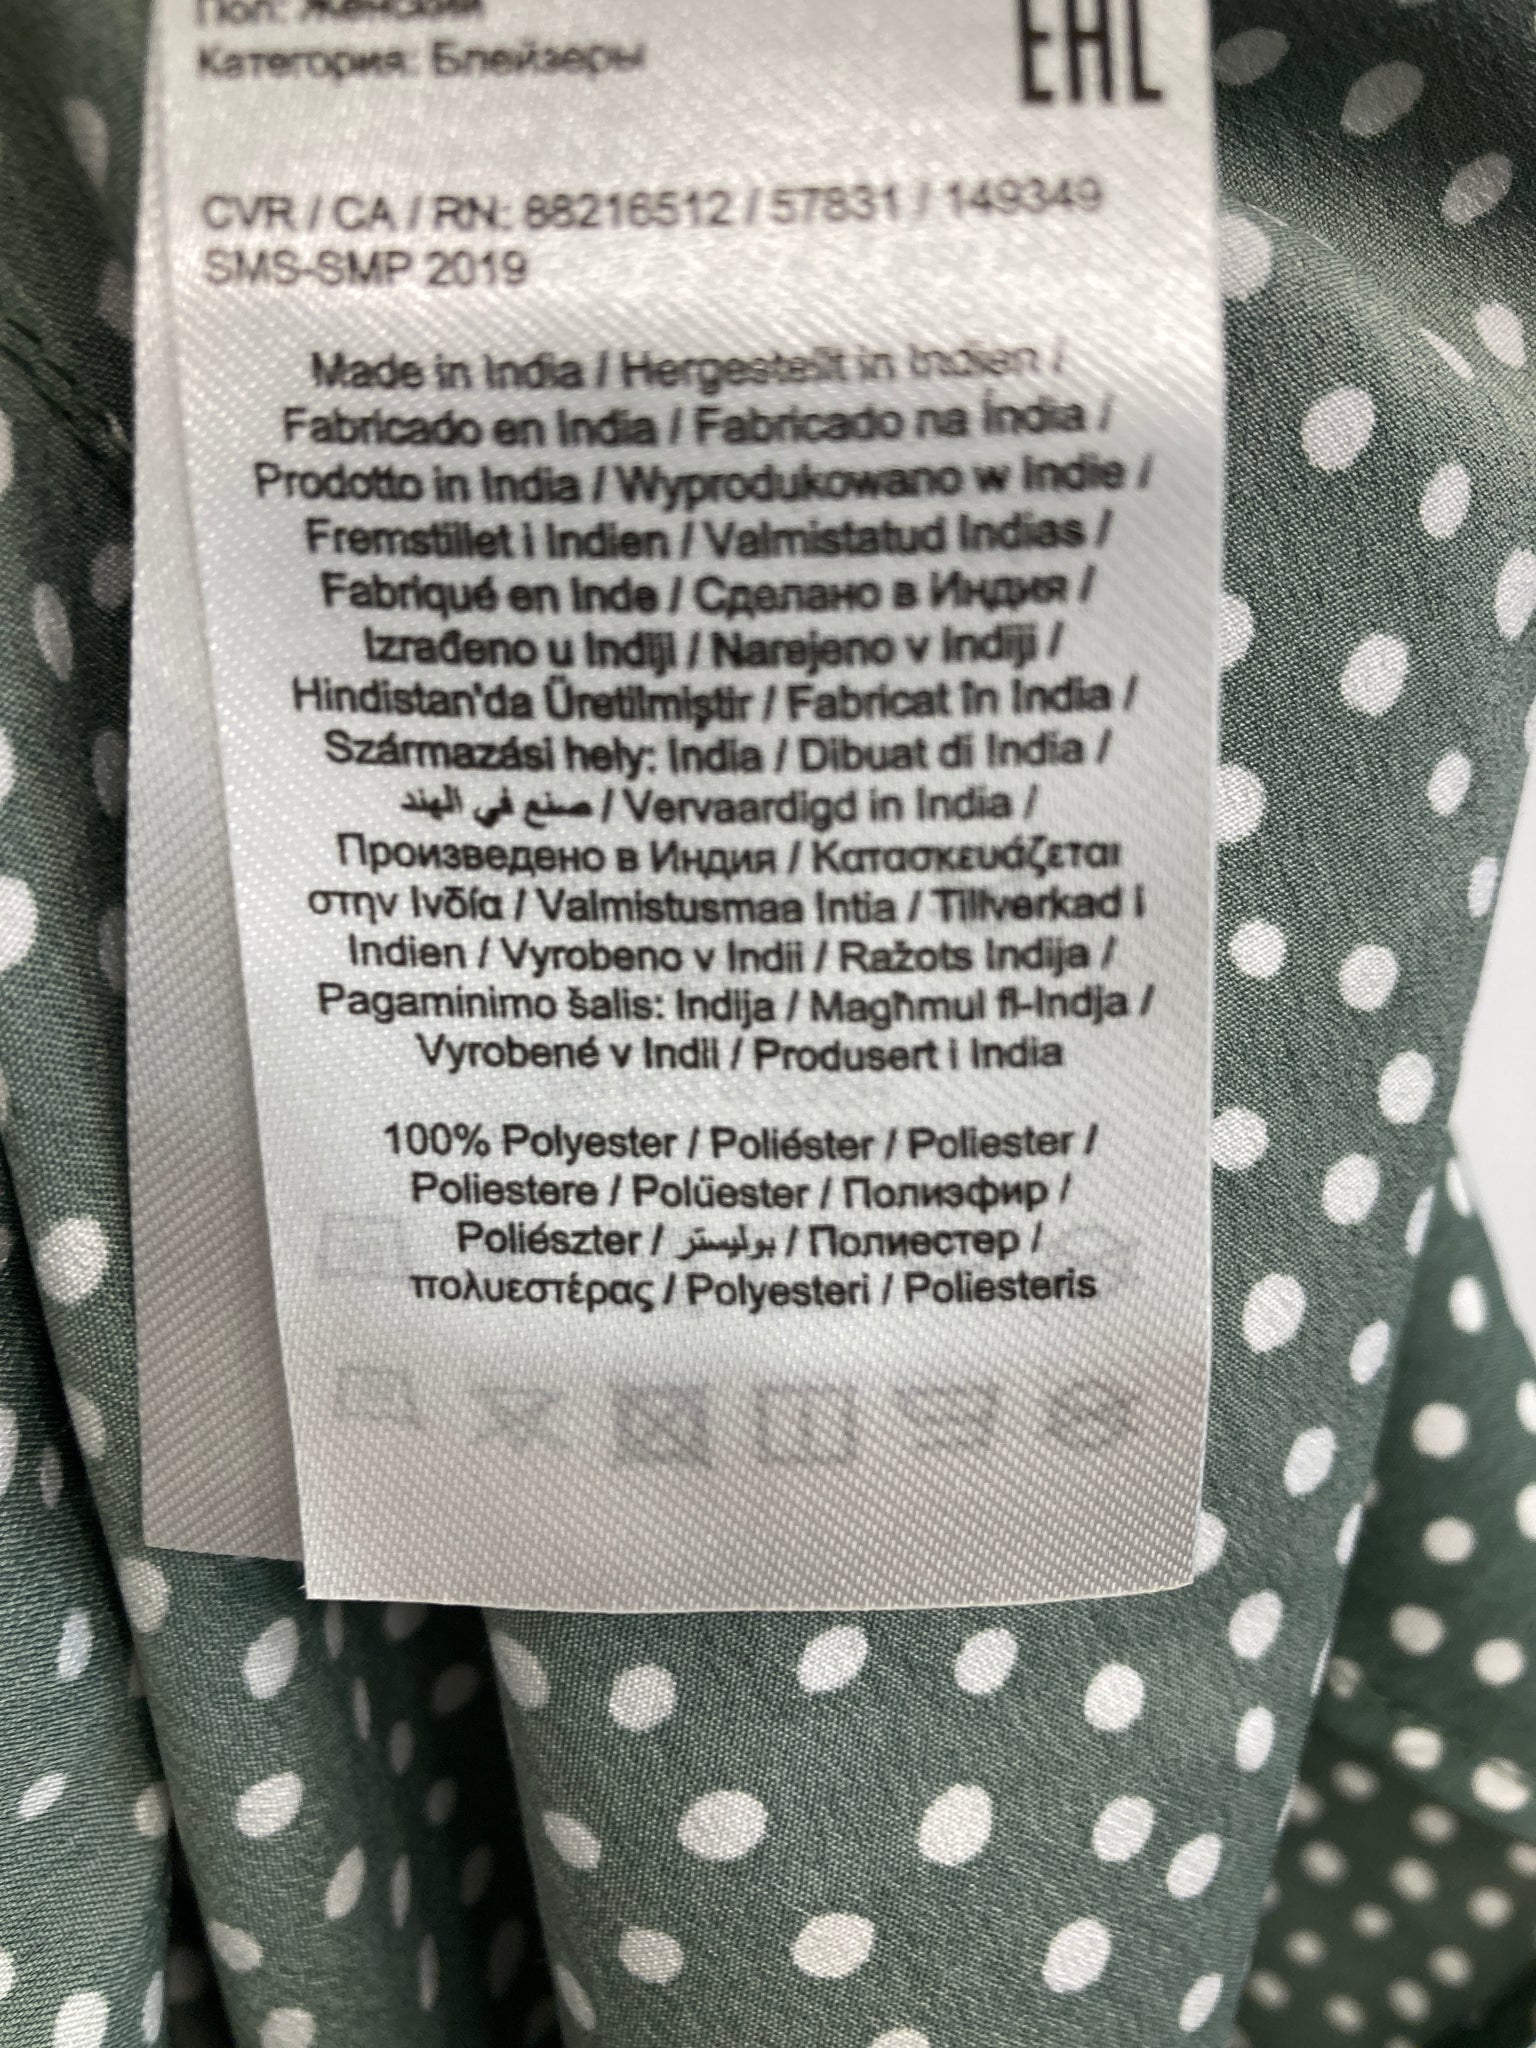 Пол: Женский
Категория: Блейзеры
EAC
CVR / CA / RN: 88216512 / 57831 / 149349
SMS-SMP 2019
Made in India / Hergestellt in Indien /
Fabricado en India / Fabricado na Índia /
Prodotto in India / Wyprodukowano w Indie /
Fremstillet i Indien / Valmistatud Indias /
Fabriqué en Inde / Сделано в Индия /
Izrađeno u Indiji / Narejeno v Indiji /
Hindistan'da Üretilmiştir / Fabricat în India /
Származási hely: India / Dibuat di India /
صنع في الهند / Vervaardigd in India /
Произведено в Индия / Κατασκευάζεται
στην Ινδία / Valmistusmaa Intia / Tillverkad i
Indien / Vyrobeno v Indii / Ražots Indija /
Pagaminimo šalis: Indija / Magħmul fl-Indja /
Vyrobené v Indii / Produsert i India
100% Polyester / Poliéster / Poliester /
Poliestere / Polüester / Полиэфир /
Poliészter / بوليستر / Полиестер /
πολυεστέρας / Polyesteri / Poliesteris